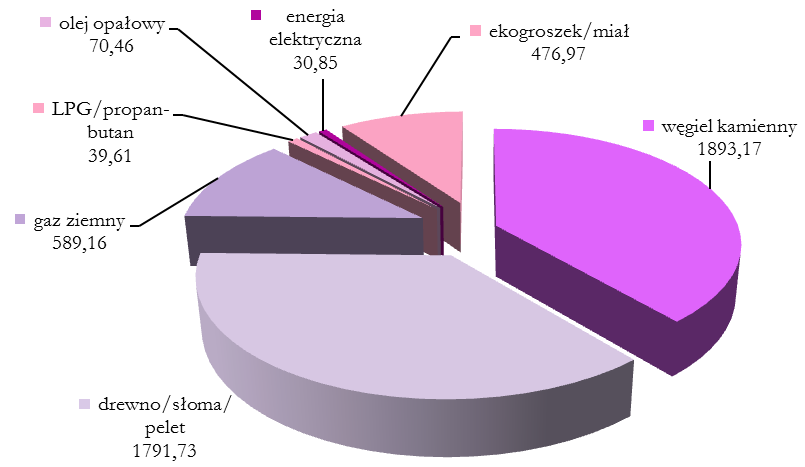 olej opałowy
70,46
energia
elektryczna
30,85
ekogroszek/miał
476,97
LPG/propan-
butan
39,61
węgiel kamienny
1893,17
gaz ziemny
589,16
drewno/słoma/
pelet
1791,73